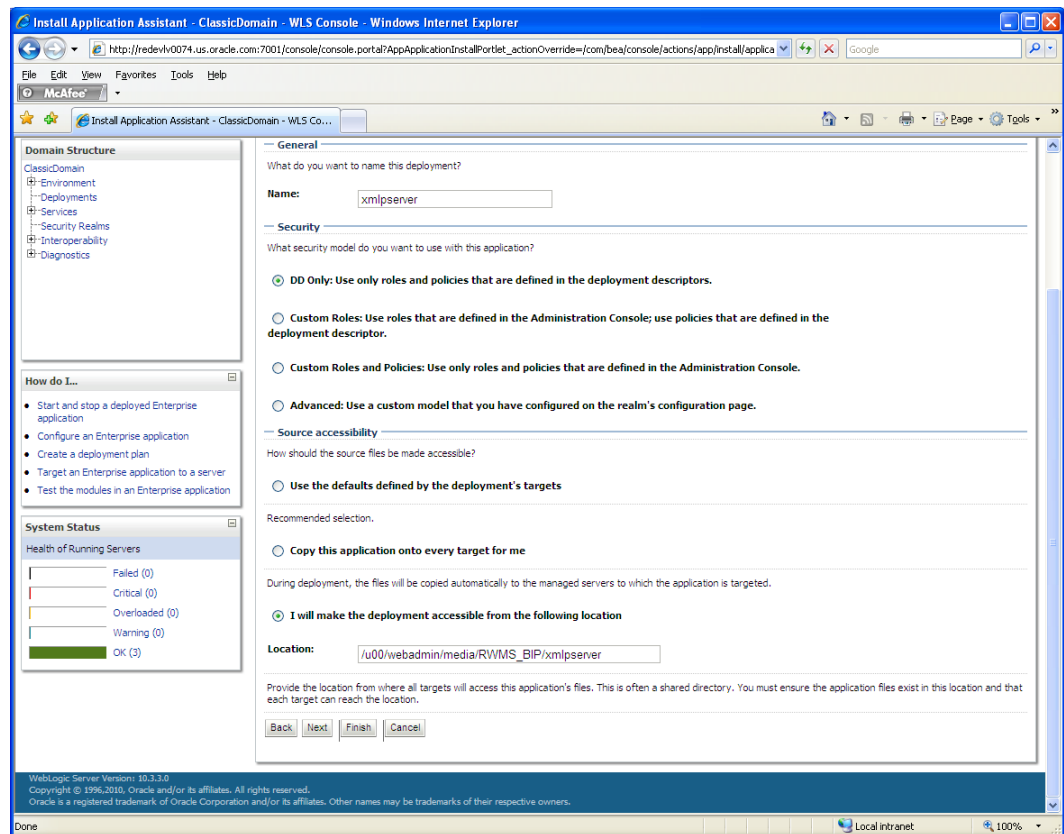 Install Application Assistant - ClassicDomain - WLS Console - Windows Internet Explorer
http://redevlv0074.us.oracle.com:7001/console/console.portal?AppApplicationInstallPortlet_actionOverride=/com/bea/console/actions/app/install/applica
Google
File Edit View Favorites Tools Help
McAfee
Install Application Assistant - ClassicDomain - WLS Co...
Page Tools
Domain Structure
ClassicDomain
Environment
Deployments
Services
Security Realms
Interoperability
Diagnostics
How do I...
Start and stop a deployed Enterprise
application
Configure an Enterprise application
Create a deployment plan
Target an Enterprise application to a server
Test the modules in an Enterprise application
System Status
Health of Running Servers
Failed (0)
Critical (0)
Overloaded (0)
Warning (0)
OK (3)
General
What do you want to name this deployment?
Name: xmlpserver
Security
What security model do you want to use with this application?
DD Only: Use only roles and policies that are defined in the deployment descriptors.
Custom Roles: Use roles that are defined in the Administration Console; use policies that are defined in the
deployment descriptor.
Custom Roles and Policies: Use only roles and policies that are defined in the Administration Console.
Advanced: Use a custom model that you have configured on the realm's configuration page.
Source accessibility
How should the source files be made accessible?
Use the defaults defined by the deployment's targets
Recommended selection.
Copy this application onto every target for me
During deployment, the files will be copied automatically to the managed servers to which the application is targeted.
I will make the deployment accessible from the following location
Location: /u00/webadmin/media/RWMS_BIP/xmlpserver
Provide the location from where all targets will access this application's files. This is often a shared directory. You must ensure the application files exist in this location and that
each target can reach the location.
Back Next Finish Cancel
WebLogic Server Version: 10.3.3.0
Copyright © 1996,2010, Oracle and/or its affiliates. All rights reserved.
Oracle is a registered trademark of Oracle Corporation and/or its affiliates. Other names may be trademarks of their respective owners.
Done
Local intranet
100%